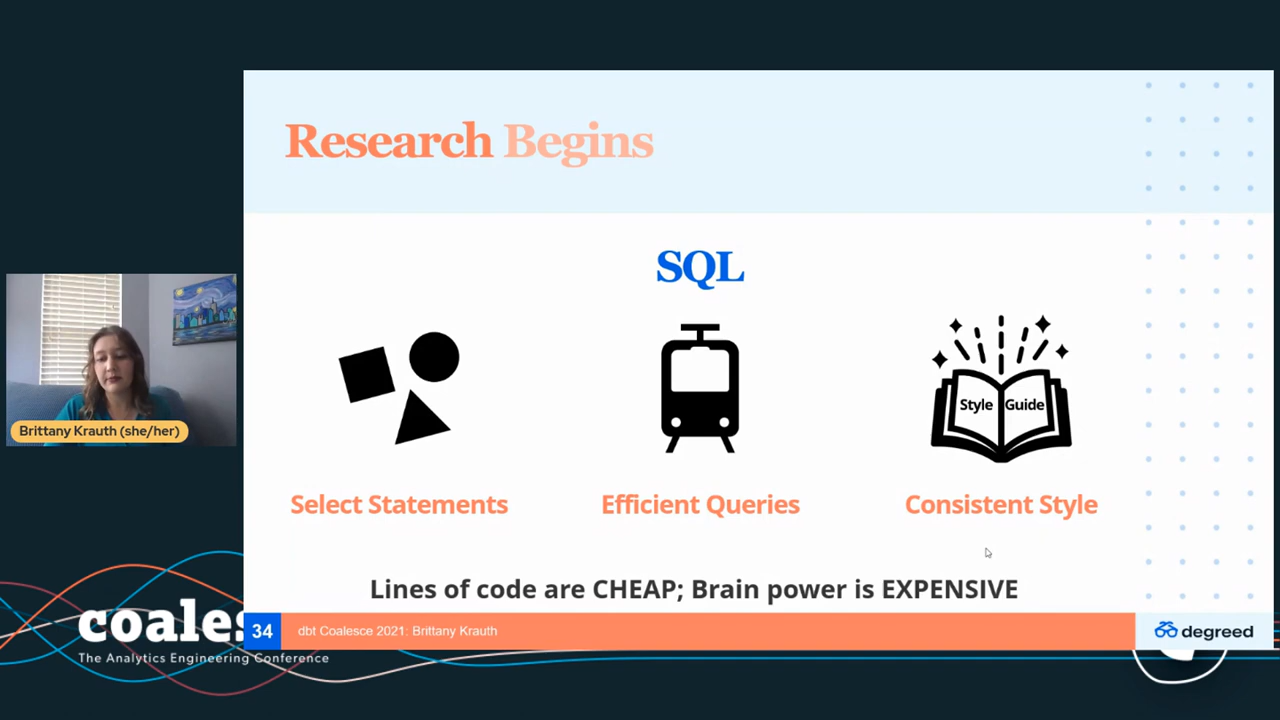 Research Begins
SQL
Style Guide
Select Statements
Efficient Queries
Consistent Style
Lines of code are CHEAP; Brain power is EXPENSIVE
34
dbt Coalesce 2021: Brittany Krauth
degreed
Brittany Krauth (she/her)
coales
The Analytics Engineering Conference